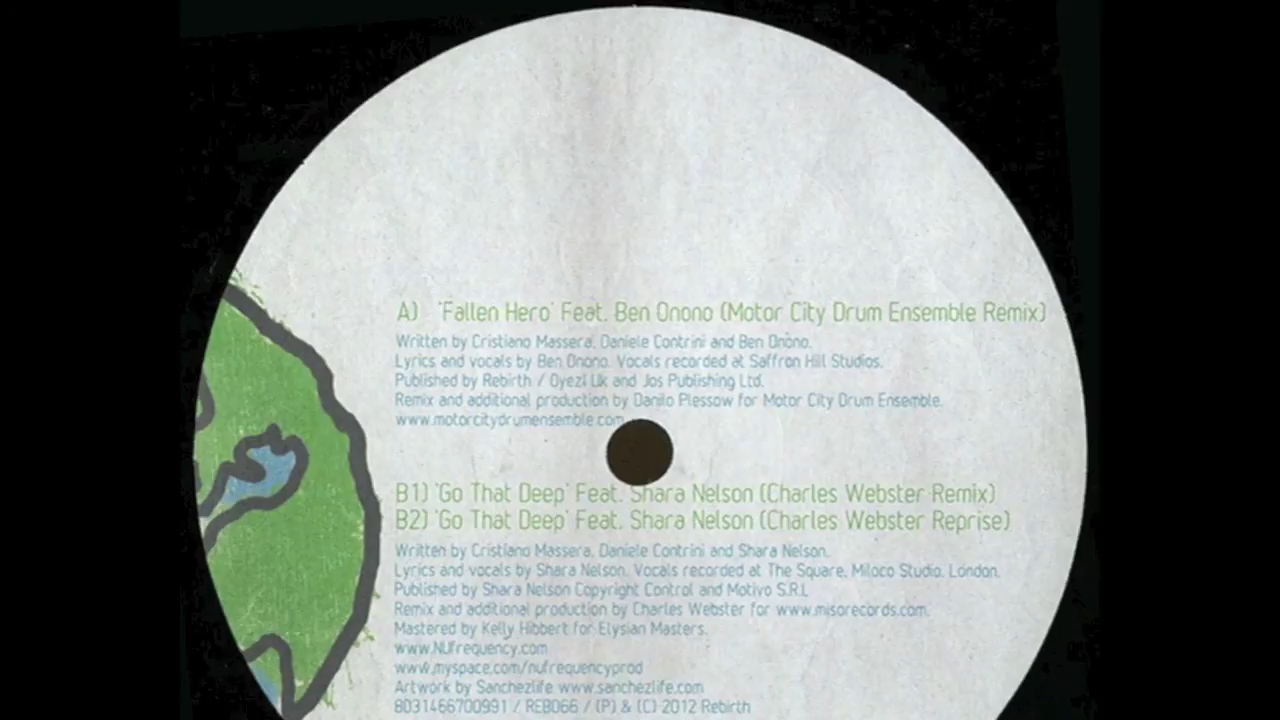 A) 'Fallen Hero' Feat. Ben Onono (Motor City Drum Ensemble Remix)
Written by Cristiano Massera, Daniele Contrini and Ben Onono.
Lyrics and vocals by Ben Onono. Vocals recorded at Saffron Hill Studios.
Published by Rebirth / Oyezi Uk and Jos Publishing Ltd.
Remix and additional production by Danilo Plessow for Motor City Drum Ensemble.
www.motorcitydrumensemble.com
B1) 'Go That Deep' Feat. Shara Nelson (Charles Webster Remix)
B2) 'Go That Deep' Feat. Shara Nelson (Charles Webster Reprise)
Written by Cristiano Massera, Daniele Contrini and Shara Nelson.
Lyrics and vocals by Shara Nelson. Vocals recorded at The Square, Miloco Studio. London.
Published by Shara Nelson Copyright Control and Motivo S.R.L
Remix and additional production by Charles Webster for www.misorecords.com.
Mastered by Kelly Hibbert for Elysian Masters.
www.NUfrequency.com
www.myspace.com/nufrequencyprod
Artwork by Sanchezlife www.sanchezlife.com
8031466700991 / REB066 / (P) & (C) 2012 Rebirth